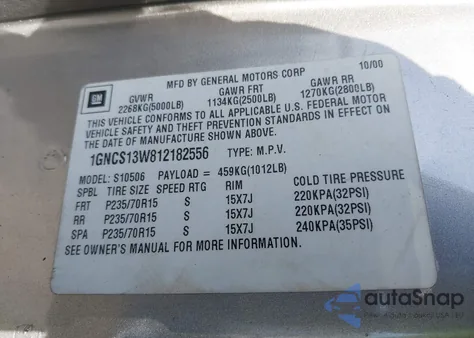 MFD BY GENERAL MOTORS CORP 10/00
GM
GVWR GAWR FRT GAWR RR
2268KG(5000LB) 1134KG(2500LB) 1270KG(2800LB)
THIS VEHICLE CONFORMS TO ALL APPLICABLE U.S. FEDERAL MOTOR
VEHICLE SAFETY AND THEFT PREVENTION STANDARDS IN EFFECT ON
THE DATE OF MANUFACTURE SHOWN ABOVE.
1GNCS13W812182556 TYPE: M.P.V.
MODEL: S10506 PAYLOAD = 459KG(1012LB)
SPBL TIRE SIZE SPEED RTG RIM COLD TIRE PRESSURE
FRT P235/70R15 S 15X7J 220KPA(32PSI)
RR P235/70R15 S 15X7J 220KPA(32PSI)
SPA P235/70R15 S 15X7J 240KPA(35PSI)
SEE OWNER'S MANUAL FOR MORE INFORMATION.
autoSnap